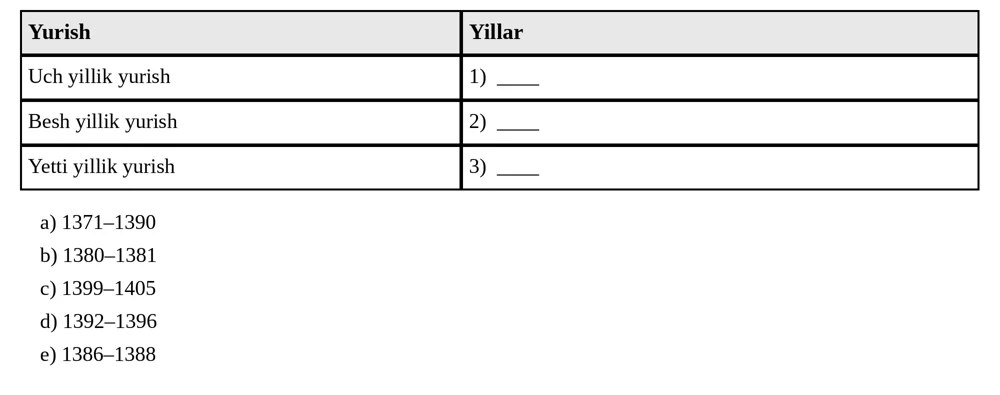 Yurish Yillar
Uch yillik yurish 1) ____
Besh yillik yurish 2) ____
Yetti yillik yurish 3) ____
a) 1371–1390
b) 1380–1381
c) 1399–1405
d) 1392–1396
e) 1386–1388